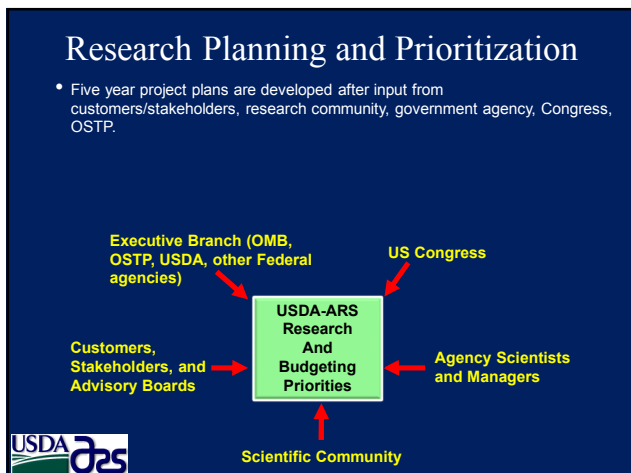 Research Planning and Prioritization
• Five year project plans are developed after input from
customers/stakeholders, research community, government agency, Congress,
OSTP.
Executive Branch (OMB,
OSTP, USDA, other Federal
agencies)
US Congress
USDA-ARS
Research
And
Budgeting
Priorities
Customers,
Stakeholders, and
Advisory Boards
Agency Scientists
and Managers
Scientific Community
USDA ars